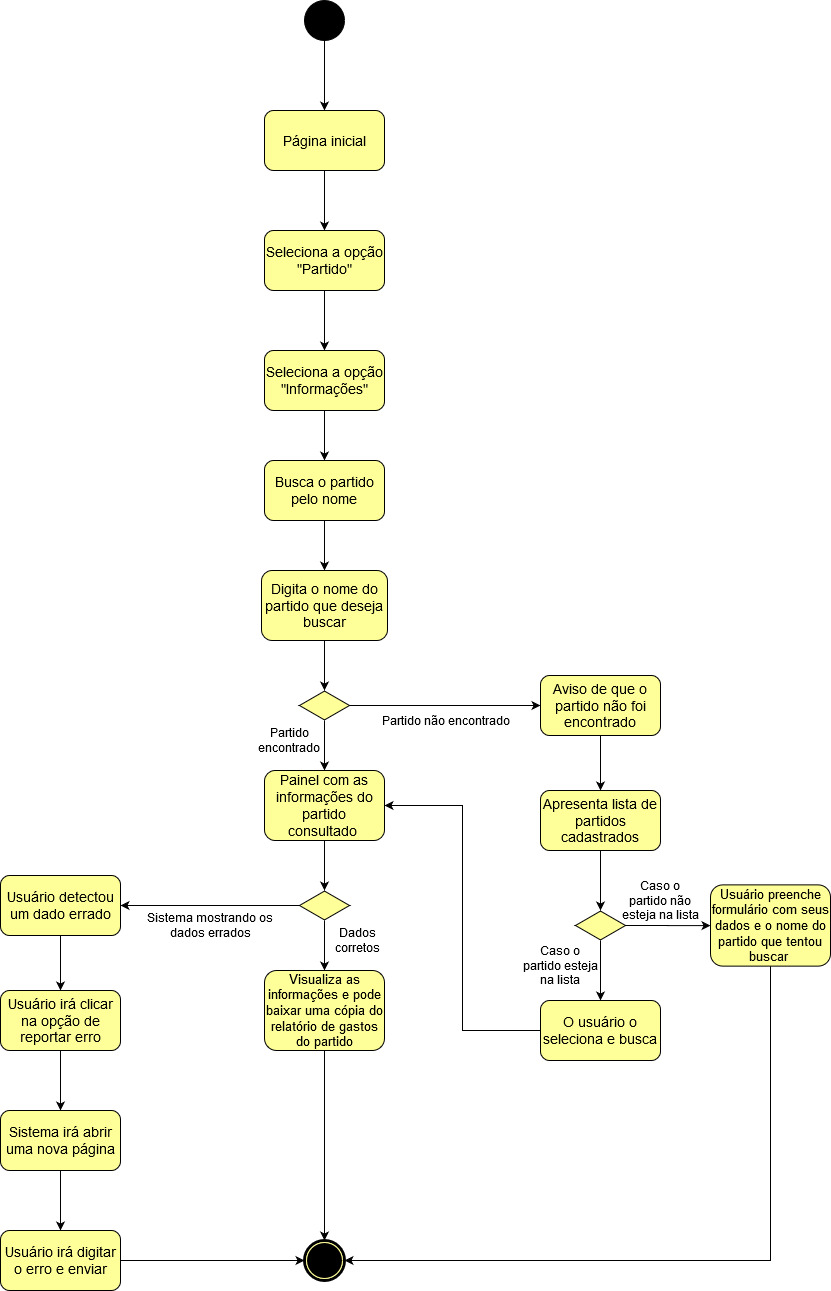 Página inicial
Seleciona a opção
"Partido"
Seleciona a opção
"Informações"
Busca o partido
pelo nome
Digita o nome do
partido que deseja
buscar
Partido não encontrado
Aviso de que o
partido não foi
encontrado
Partido
encontrado
Painel com as
informações do
partido
consultado
Apresenta lista de
partidos
cadastrados
Caso o
partido não
esteja na lista
Usuário preenche
formulário com seus
dados e o nome do
partido que tentou
buscar
Caso o
partido esteja
na lista
O usuário o
seleciona e busca
Sistema mostrando os
dados errados
Dados
corretos
Usuário detectou
um dado errado
Visualiza as
informações e pode
baixar uma cópia do
relatório de gastos
do partido
Usuário irá clicar
na opção de
reportar erro
Sistema irá abrir
uma nova página
Usuário irá digitar
o erro e enviar